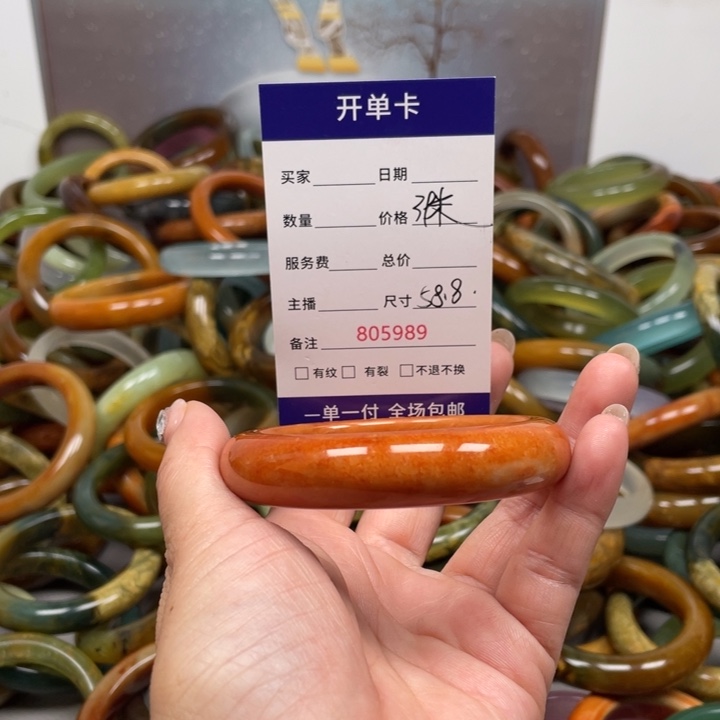 开单卡
买家 日期
数量 价格
服务费 总价
主播 尺寸 58.8.
备注 805989
□有纹 □有裂 □不退不换
一单一付 全场包邮